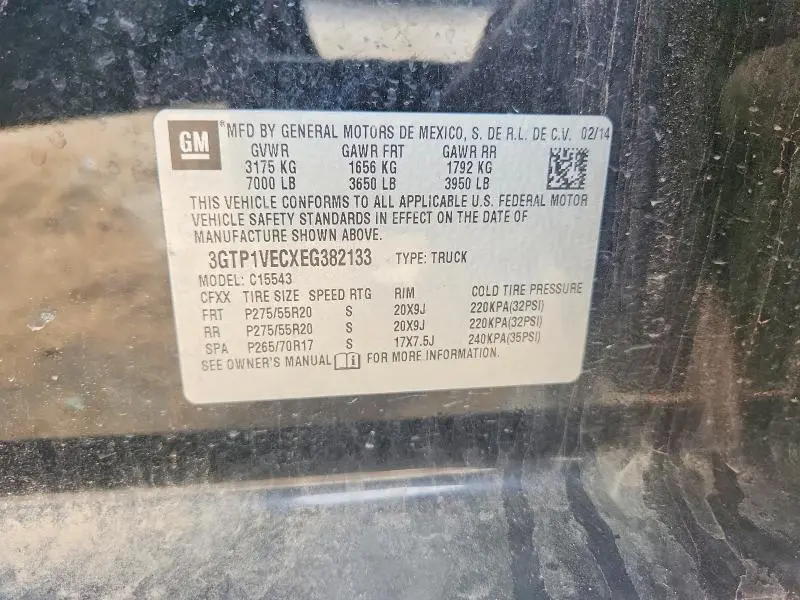 GM
*MFD BY GENERAL MOTORS DE MEXICO, S. DE R.L. DE C.V. 02/14
GVWR GAWR FRT GAWR RR
3175 KG 1656 KG 1792 KG
7000 LB 3650 LB 3950 LB
THIS VEHICLE CONFORMS TO ALL APPLICABLE U.S. FEDERAL MOTOR
VEHICLE SAFETY STANDARDS IN EFFECT ON THE DATE OF
MANUFACTURE SHOWN ABOVE.
3GTP1VECXEG382133 TYPE: TRUCK
MODEL: C15543
CFXX TIRE SIZE SPEED RTG RIM COLD TIRE PRESSURE
FRT P275/55R20 S 20X9J 220KPA(32PSI)
RR P275/55R20 S 20X9J 220KPA(32PSI)
SPA P265/70R17 S 17X7.5J 240KPA(35PSI)
SEE OWNER'S MANUAL FOR MORE INFORMATION.